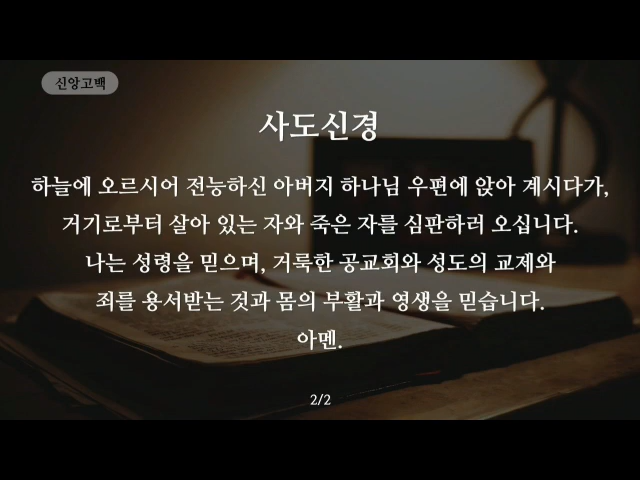 신앙고백
사도신경
하늘에 오르시어 전능하신 아버지 하나님 우편에 앉아 계시다가,
거기로부터 살아 있는 자와 죽은 자를 심판하러 오십니다.
나는 성령을 믿으며, 거룩한 공교회와 성도의 교제와
죄를 용서받는 것과 몸의 부활과 영생을 믿습니다.
아멘.
2/2